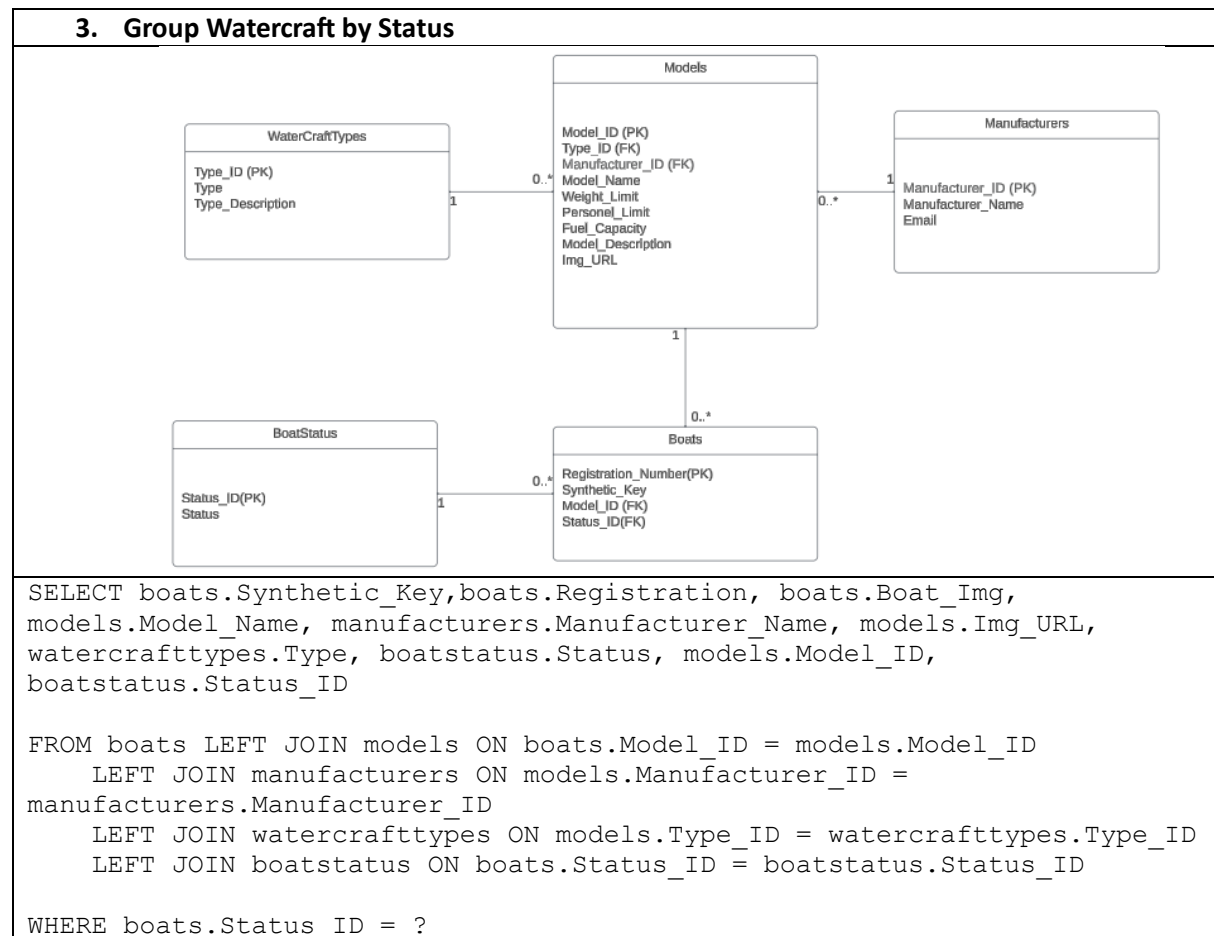 3. Group Watercraft by Status
Models
Model_ID (PK)
Type_ID (FK)
Manufacturer_ID (FK)
Model_Name
Weight_Limit
Personel_Limit
Fuel_Capacity
Model_Description
Img_URL
WaterCraftTypes
Type_ID (PK)
Type
Type_Description
1
0..*
Manufacturers
Manufacturer_ID (PK)
Manufacturer_Name
Email
1
0..*
1
0..*
BoatStatus
Status_ID(PK)
Status
1
0..*
Boats
Registration_Number(PK)
Synthetic_Key
Model_ID (FK)
Status_ID(FK)
SELECT boats.Synthetic_Key,boats.Registration, boats.Boat_Img,
models.Model_Name, manufacturers.Manufacturer_Name, models.Img_URL,
watercrafttypes.Type, boatstatus.Status, models.Model_ID,
boatstatus.Status_ID
FROM boats LEFT JOIN models ON boats.Model_ID = models.Model_ID
LEFT JOIN manufacturers ON models.Manufacturer_ID =
manufacturers.Manufacturer_ID
LEFT JOIN watercrafttypes ON models.Type_ID = watercrafttypes.Type_ID
LEFT JOIN boatstatus ON boats.Status_ID = boatstatus.Status_ID
WHERE boats.Status_ID = ?